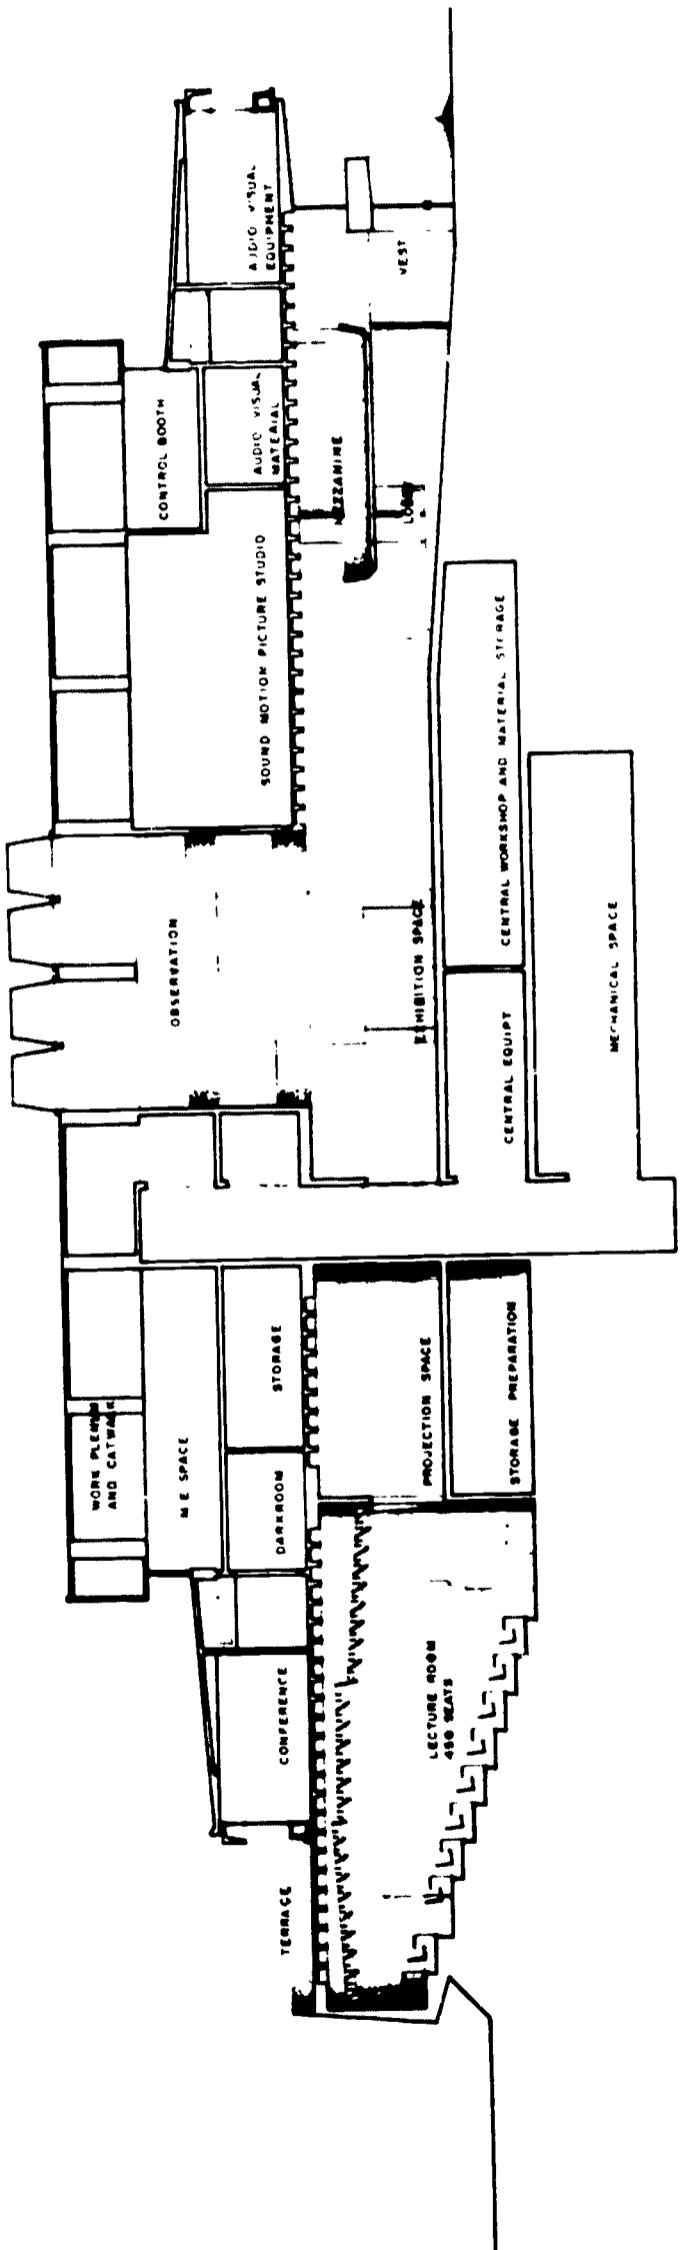 WORK PLENUM
AND CATWALK
M E SPACE
OBSERVATION
CONTROL BOOTH
TERRACE
CONFERENCE
DARKROOM
STORAGE
SOUND MOTION PICTURE STUDIO
AUDIO VISUAL
MATERIAL
AUDIO VISUAL
EQUIPMENT
MEZZANINE
LECTURE ROOM
450 SEATS
PROJECTION SPACE
EXHIBITION SPACE
LOBBY
VEST
STORAGE PREPARATION
CENTRAL EQUIPT
CENTRAL WORKSHOP AND MATERIAL STORAGE
MECHANICAL SPACE